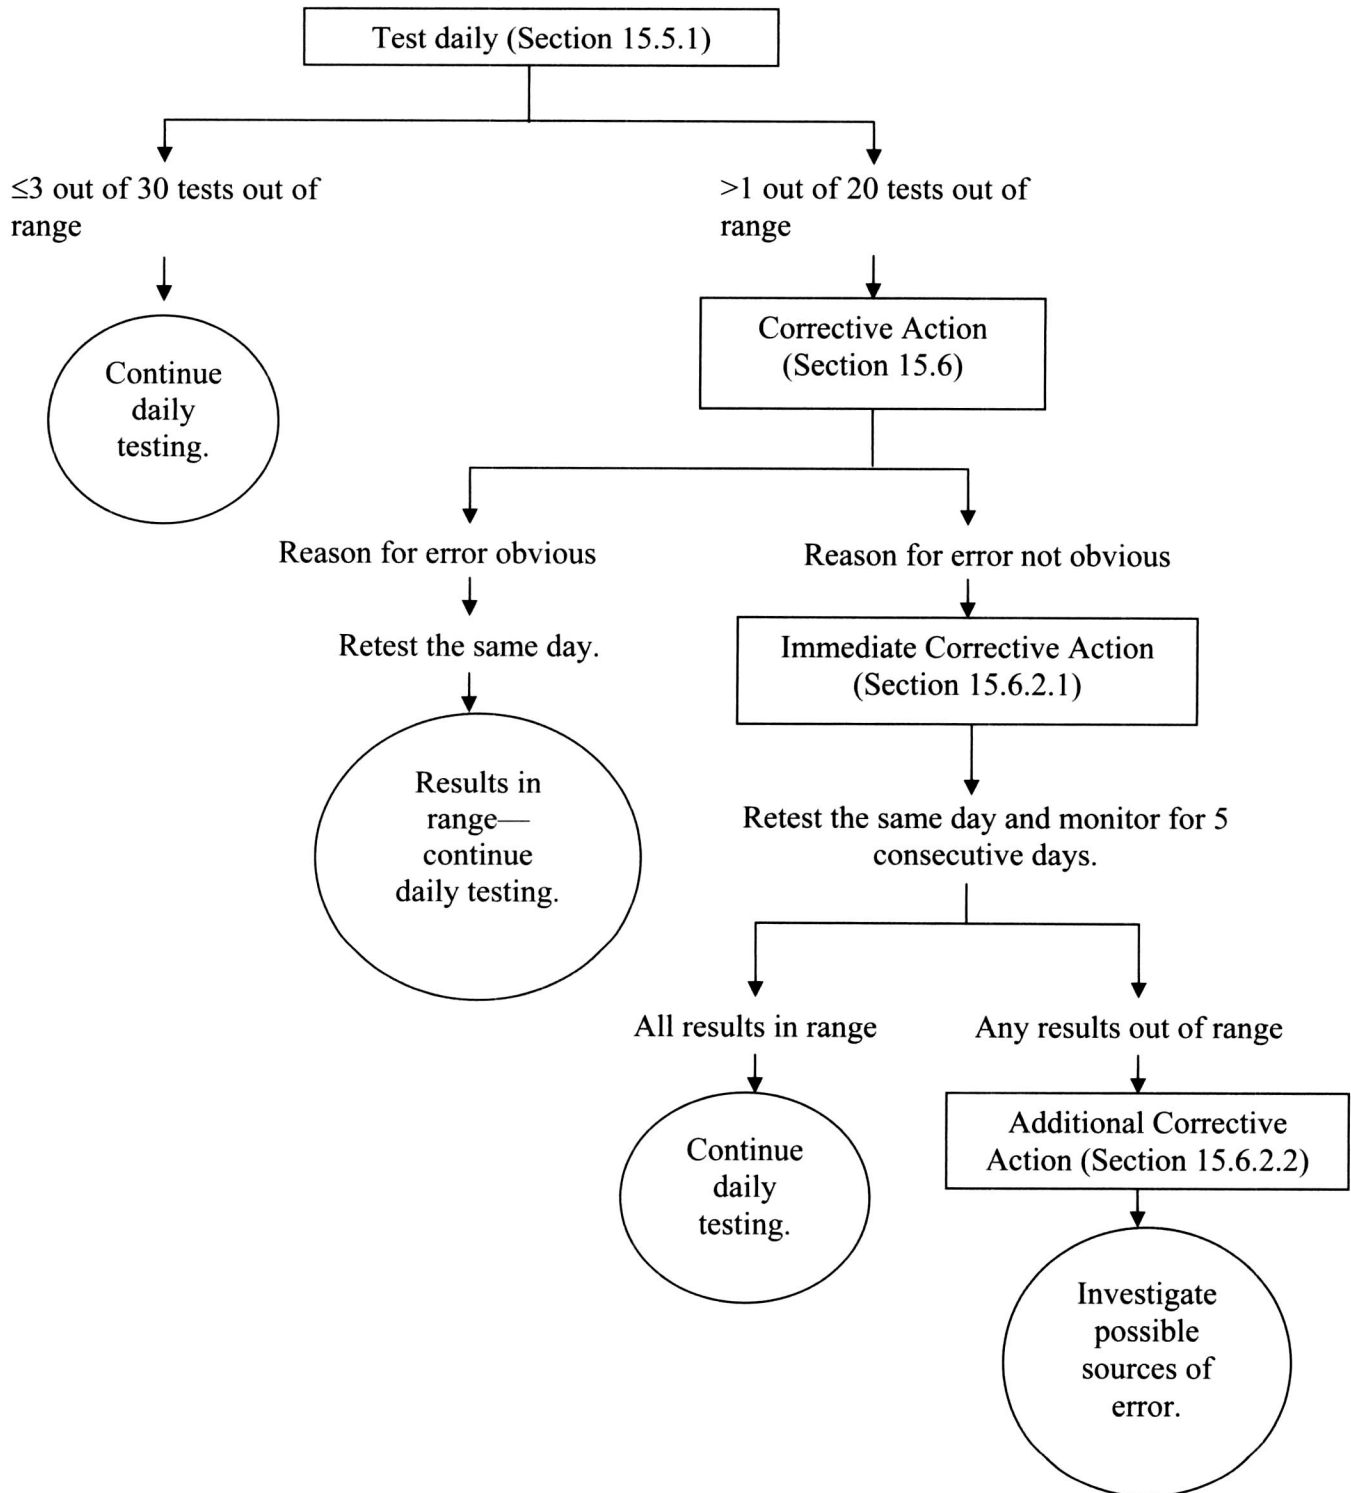 Test daily (Section 15.5.1)
≤3 out of 30 tests out of
range
>1 out of 20 tests out of
range
Continue
daily
testing.
Corrective Action
(Section 15.6)
Reason for error obvious
Reason for error not obvious
Retest the same day.
Immediate Corrective Action
(Section 15.6.2.1)
Results in
range—
continue
daily testing.
Retest the same day and monitor for 5
consecutive days.
All results in range
Any results out of range
Continue
daily
testing.
Additional Corrective
Action (Section 15.6.2.2)
Investigate
possible
sources of
error.